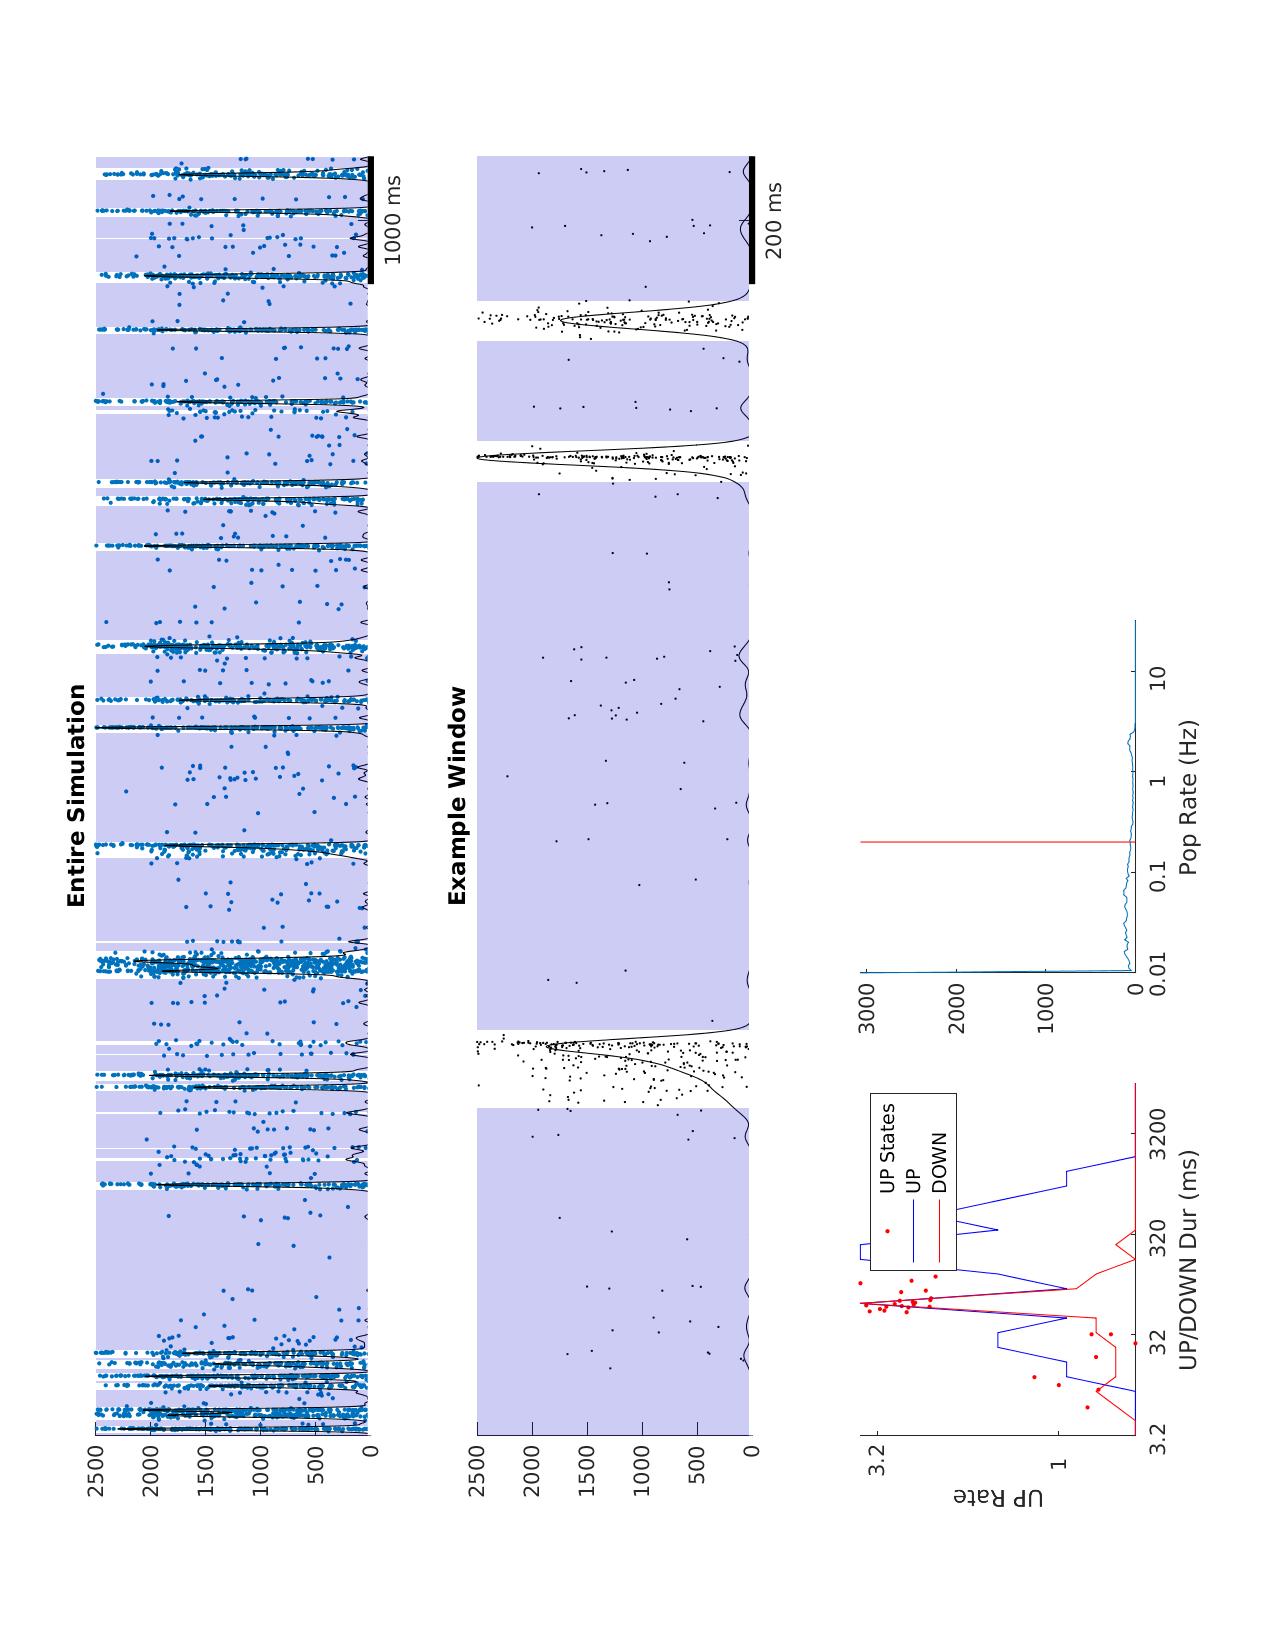 Entire Simulation
2500
2000
1500
1000
500
0
1000 ms
Example Window
2500
2000
1500
1000
500
0
200 ms
UP Rate
3.2
1
UP States
UP
DOWN
3.2 32 320 3200
UP/DOWN Dur (ms)
3000
2000
1000
0
0.01 0.1 1 10
Pop Rate (Hz)